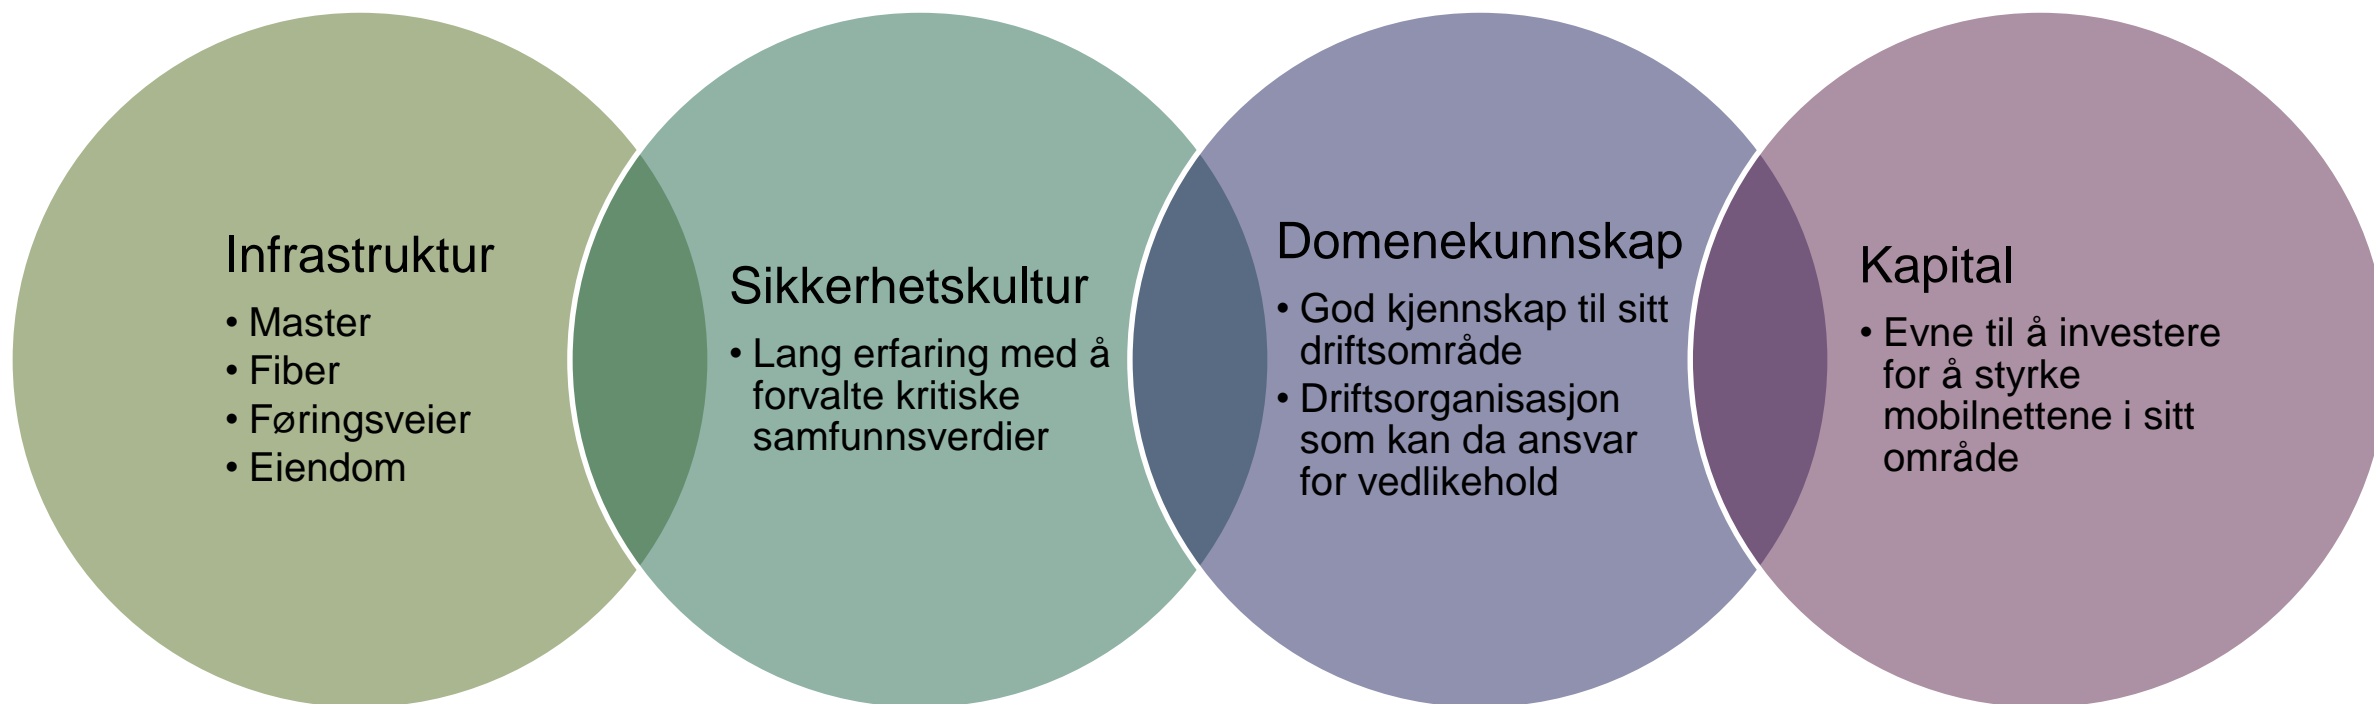 Infrastruktur
• Master
• Fiber
• Føringsveier
• Eiendom
Sikkerhetskultur
• Lang erfaring med å
forvalte kritiske
samfunnsverdier
Domenekunnskap
• God kjennskap til sitt
driftsområde
• Driftsorganisasjon
som kan da ansvar
for vedlikehold
Kapital
• Evne til å investere
for å styrke
mobilnettene i sitt
område